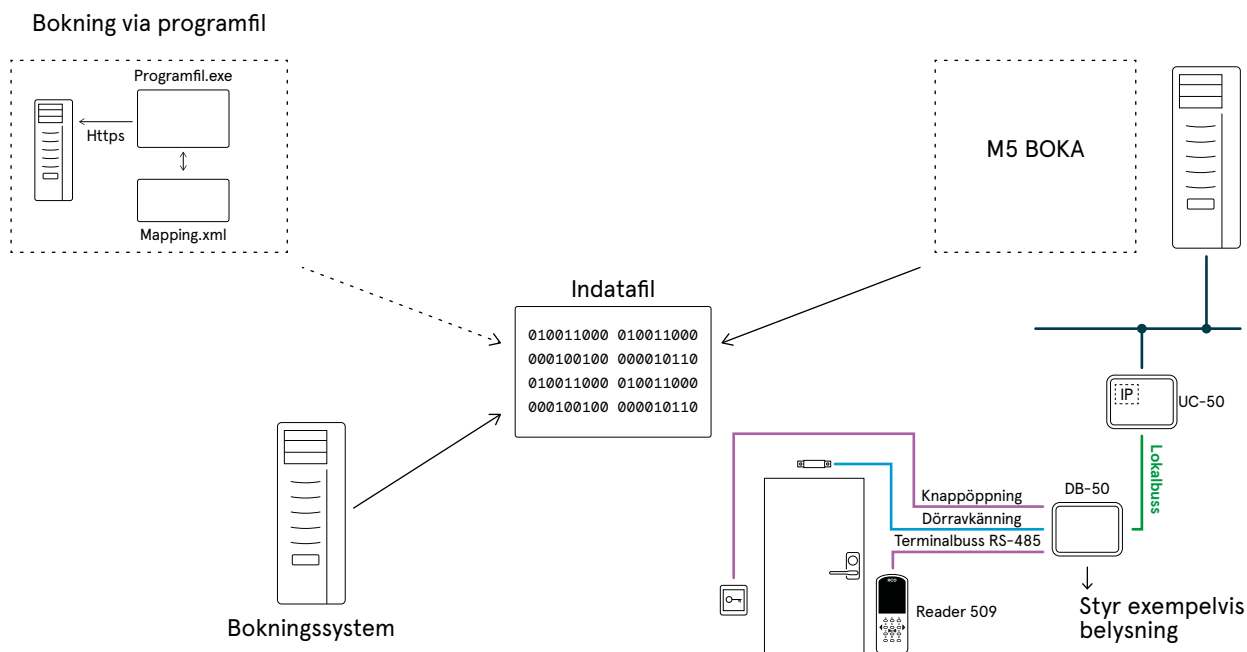 Bokning via programfil
Programfil.exe
Https
Mapping.xml
M5 BOKA
Indatafil
010011000 010011000
000100100 000010110
010011000 010011000
000100100 000010110
IP
UC-50
Lokalbuss
DB-50
Knappöppning
Dörravkänning
Terminalbuss RS-485
Reader 509
Styr exempelvis
belysning
Bokningssystem